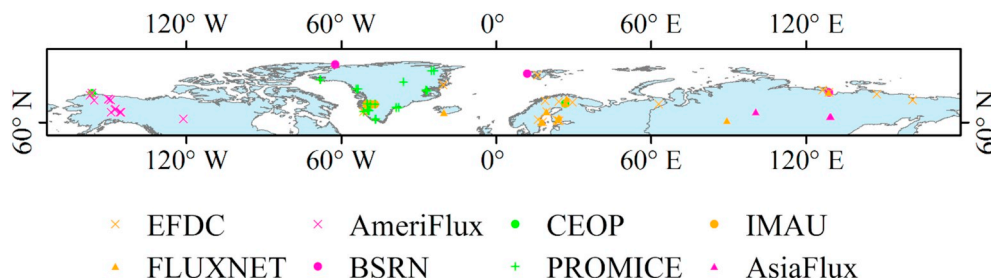 120° W 60° W 0° 60° E 120° E
60° N 60° N
120° W 60° W 0° 60° E 120° E
EFDC AmeriFlux CEOP IMAU
FLUXNET BSRN PROMICE AsiaFlux